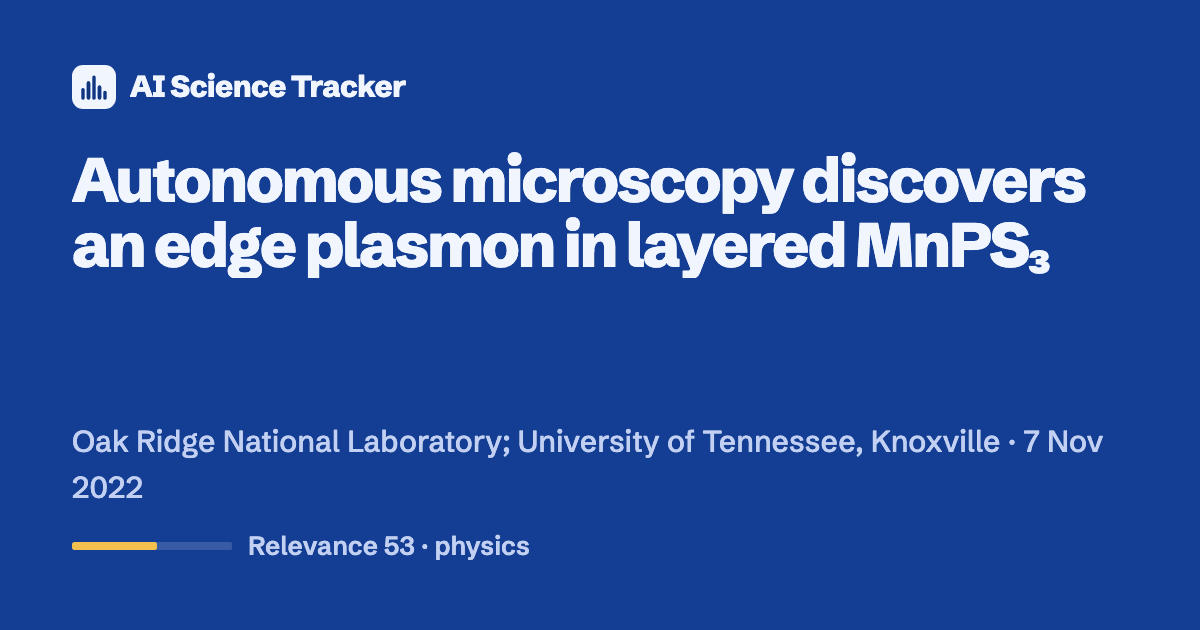 AI Science Tracker
Autonomous microscopy discovers
an edge plasmon in layered MnPS₃
Oak Ridge National Laboratory; University of Tennessee, Knoxville · 7 Nov
2022
Relevance 53 · physics